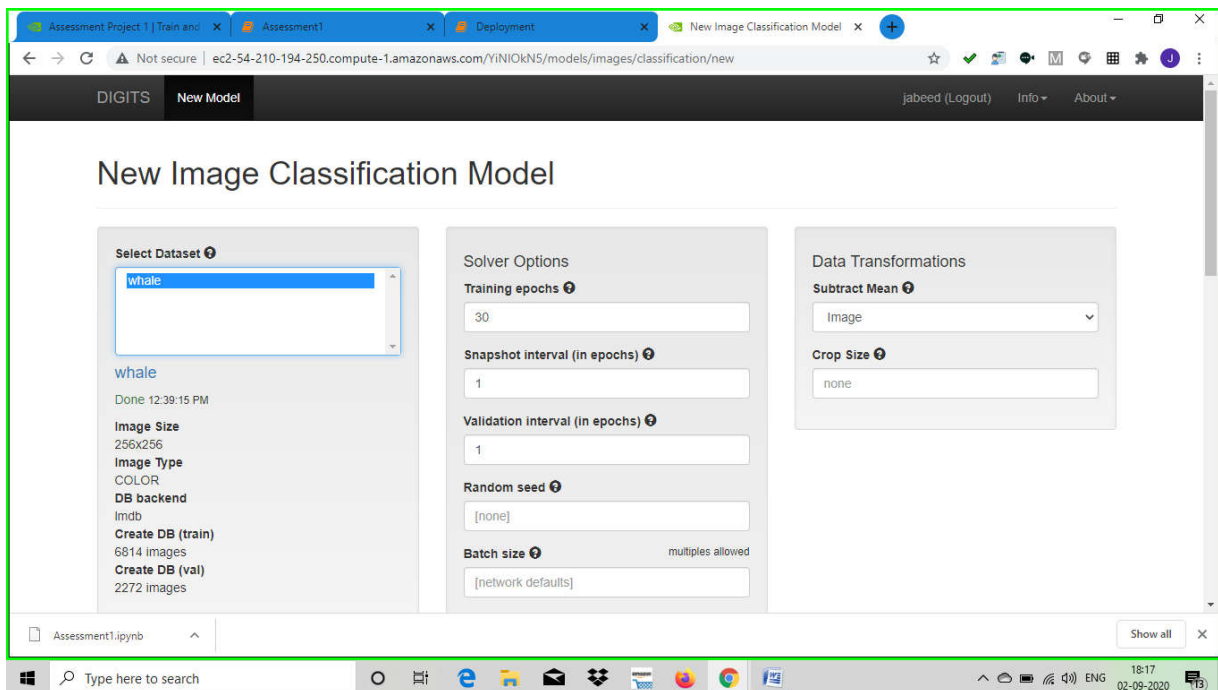 Assessment Project 1 | Train and
Assessment1
Deployment
New Image Classification Model
Not secure | ec2-54-210-194-250.compute-1.amazonaws.com/YiNIOkN5/models/images/classification/new
M
J
DIGITS
New Model
jabeed (Logout)
Info
About
New Image Classification Model
Select Dataset
whale
whale
Done 12:39:15 PM
Image Size
256x256
Image Type
COLOR
DB backend
lmdb
Create DB (train)
6814 images
Create DB (val)
2272 images
Solver Options
Training epochs
30
Snapshot interval (in epochs)
1
Validation interval (in epochs)
1
Random seed
[none]
Batch size
multiples allowed
[network defaults]
Data Transformations
Subtract Mean
Image
Crop Size
none
Assessment1.ipynb
Show all
Type here to search
ENG
18:17
02-09-2020